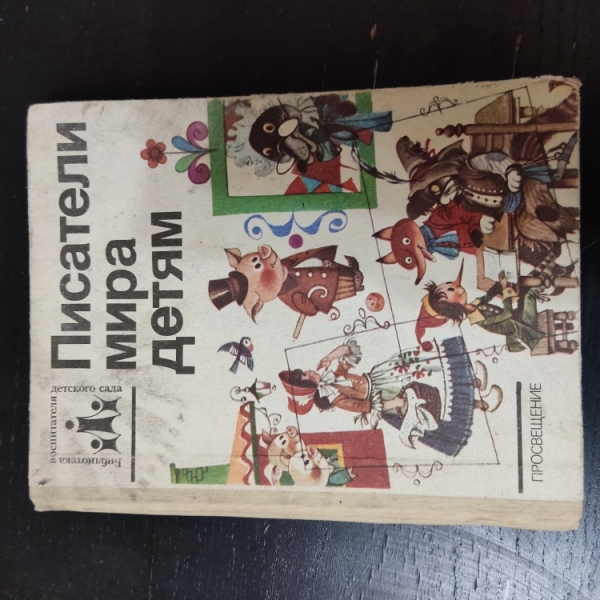 Библиотека
воспитателя
детского сада
Писатели
мира
детям
ПРОСВЕЩЕНИЕ